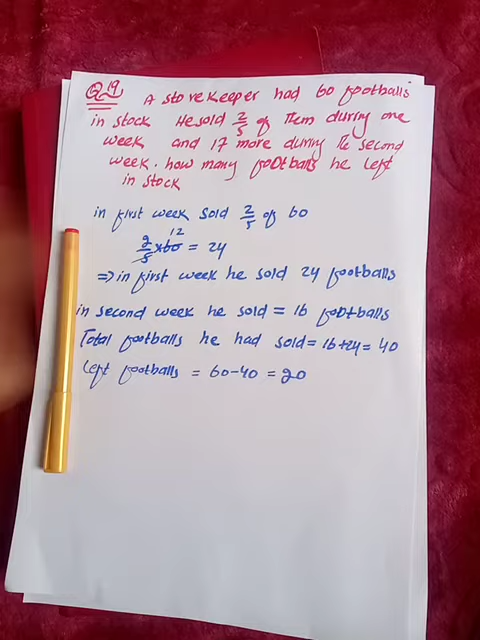 Q.19 A storekeeper had 60 footballs
in stock He sold 2/5 of them during one
week and 17 more during the second
week. how many footballs he left
in stock
in first week sold 2/5 of 60
2/5 × 60 12 = 24
⇒ in first week he sold 24 footballs
in second week he sold = 16 footballs
Total footballs he had sold = 16+24 = 40
Left footballs = 60-40 = 20